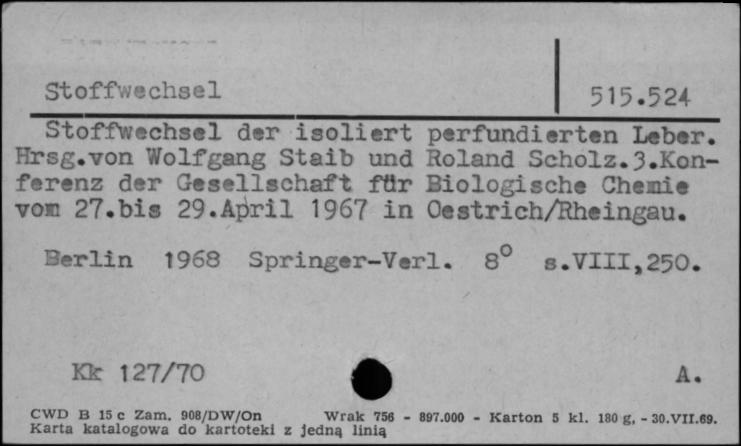 Stoffwechsel 515.524
Stoffwechsel der isoliert perfundierten Leber.
Hrsg.von Wolfgang Staib und Roland Scholz.3.Kon-
ferenz der Gesellschaft für Biologische Chemie
vom 27.bis 29.April 1967 in Oestrich/Rheingau.
Berlin 1968 Springer-Verl. 8° s.VIII,250.
Kk 127/70 A.
CWD B 15 c Zam. 908/DW/On Wrak 756 - 897.000 - Karton 5 kl. 180 g, - 30.VII.69.
Karta katalogowa do kartoteki z jedną linią